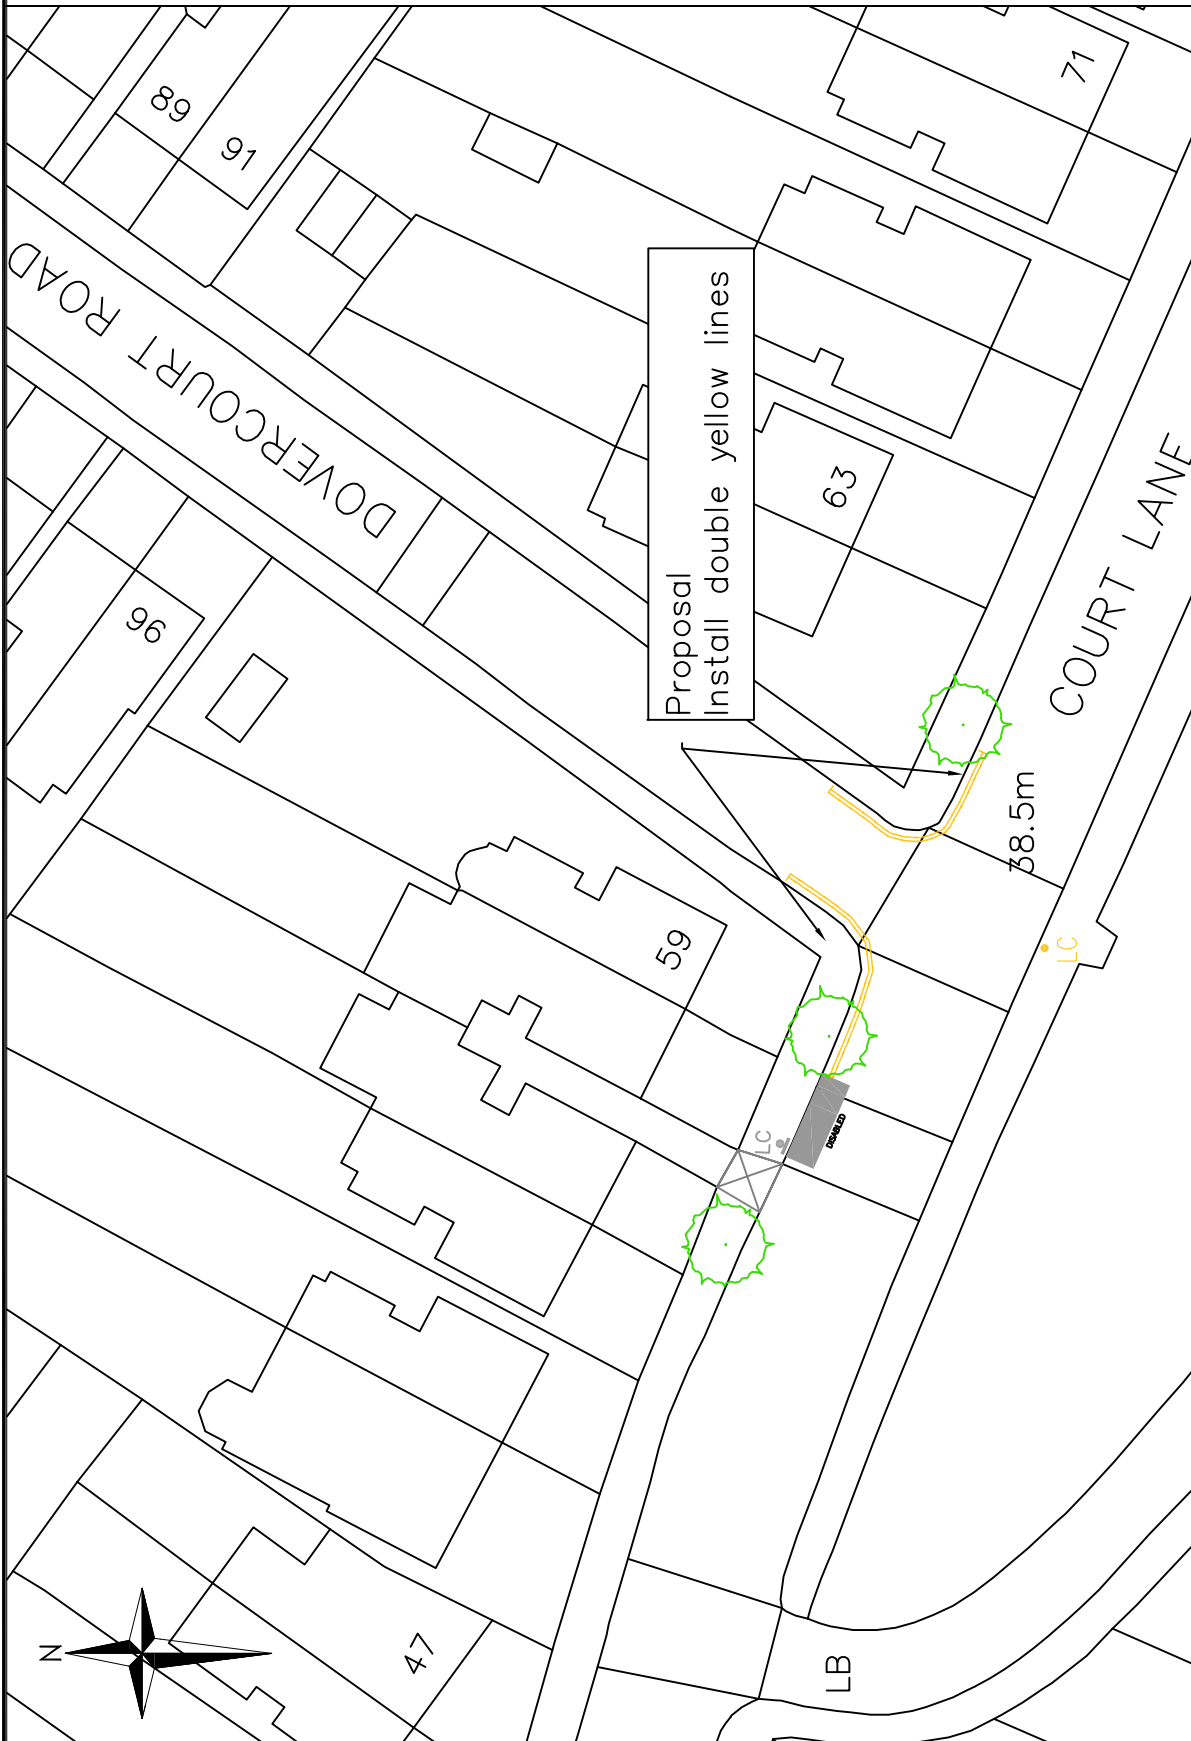 89
91
71
DOVERCOURT ROAD
Proposal
Install double yellow lines
63
96
COURT LANE
38.5m
59
LC
LC
DISABLED
N
47
LB